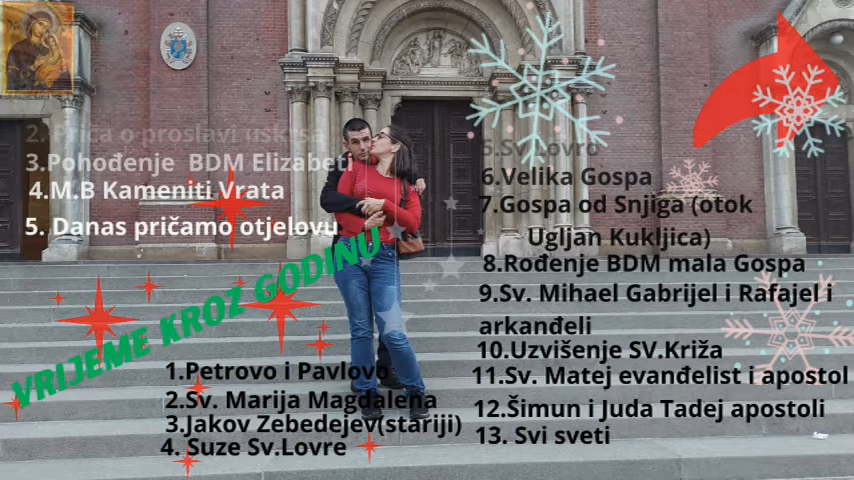 2. Priča o proslavi uskrsa
3.Pohođenje BDM Elizabeti
4.M.B Kameniti Vrata
5. Danas pričamo otjelovu
VRIJEME KROZ GODINU
1.Petrovo i Pavlovo
2.Sv. Marija Magdalena
3.Jakov Zebedejev(stariji)
4. Suze Sv.Lovre
5.Sv.Lovro
6.Velika Gospa
7.Gospa od Snjiga (otok
Ugljan Kukljica)
8.Rođenje BDM mala Gospa
9.Sv. Mihael Gabrijel i Rafajel i
arkanđeli
10.Uzvišenje SV.Križa
11.Sv. Matej evanđelist i apostol
12.Šimun i Juda Tadej apostoli
13. Svi sveti